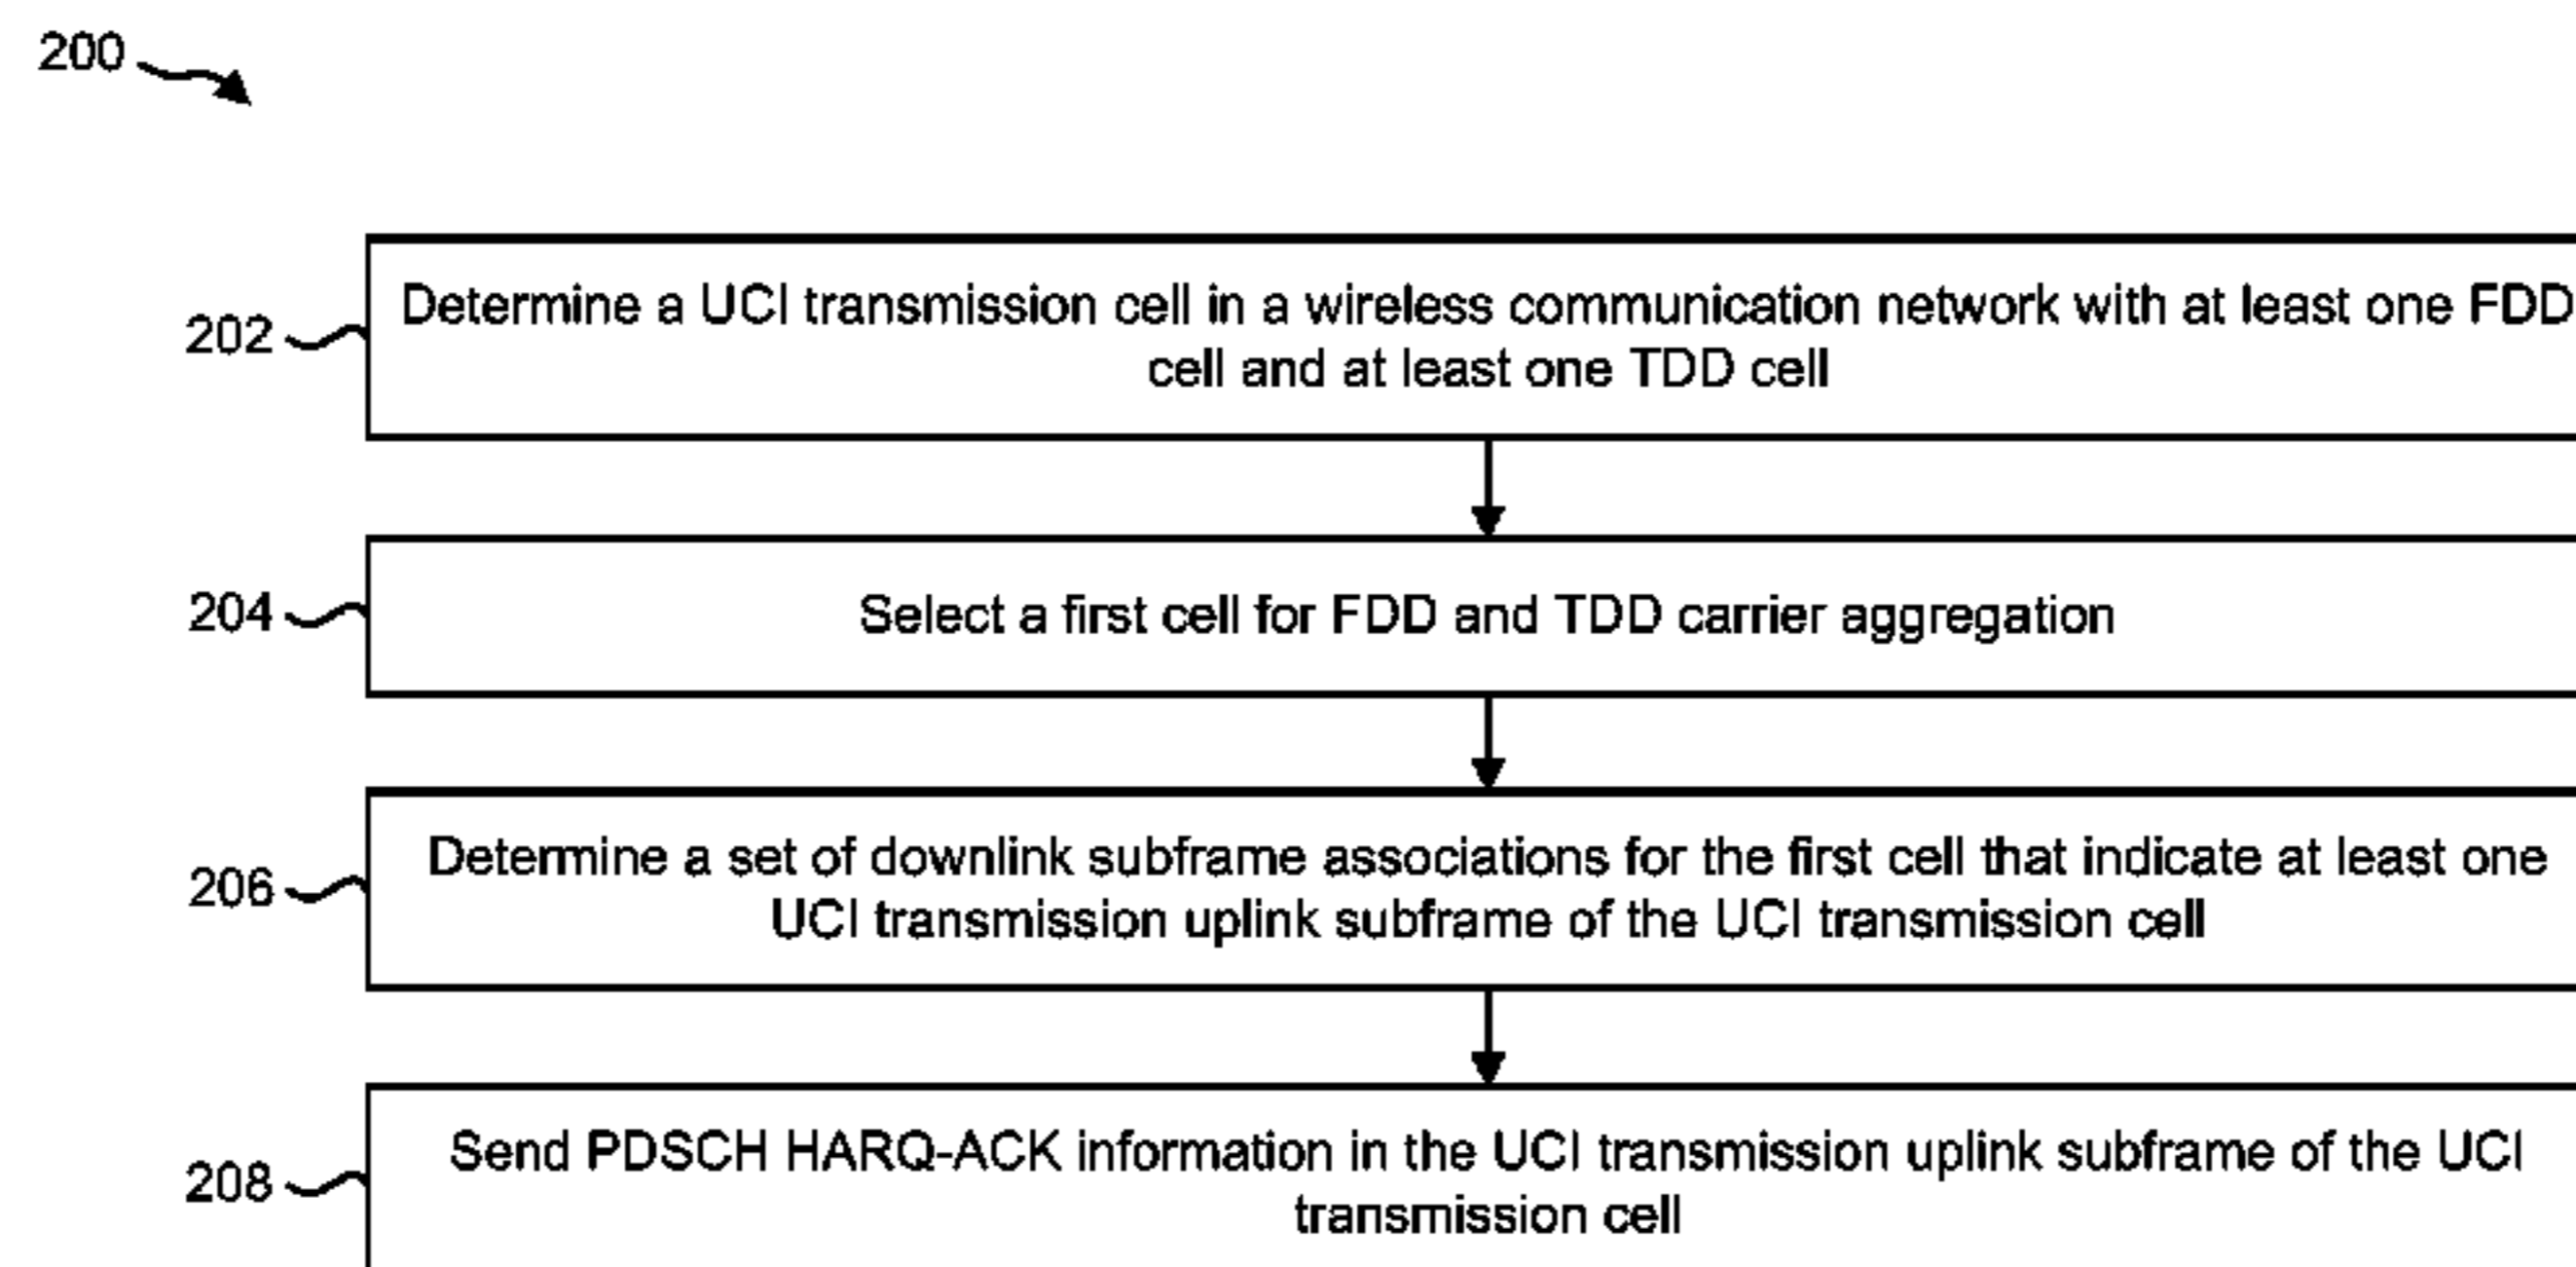 200
202
Determine a UCI transmission cell in a wireless communication network with at least one FDD
cell and at least one TDD cell
204
Select a first cell for FDD and TDD carrier aggregation
206
Determine a set of downlink subframe associations for the first cell that indicate at least one
UCI transmission uplink subframe of the UCI transmission cell
208
Send PDSCH HARQ-ACK information in the UCI transmission uplink subframe of the UCI
transmission cell